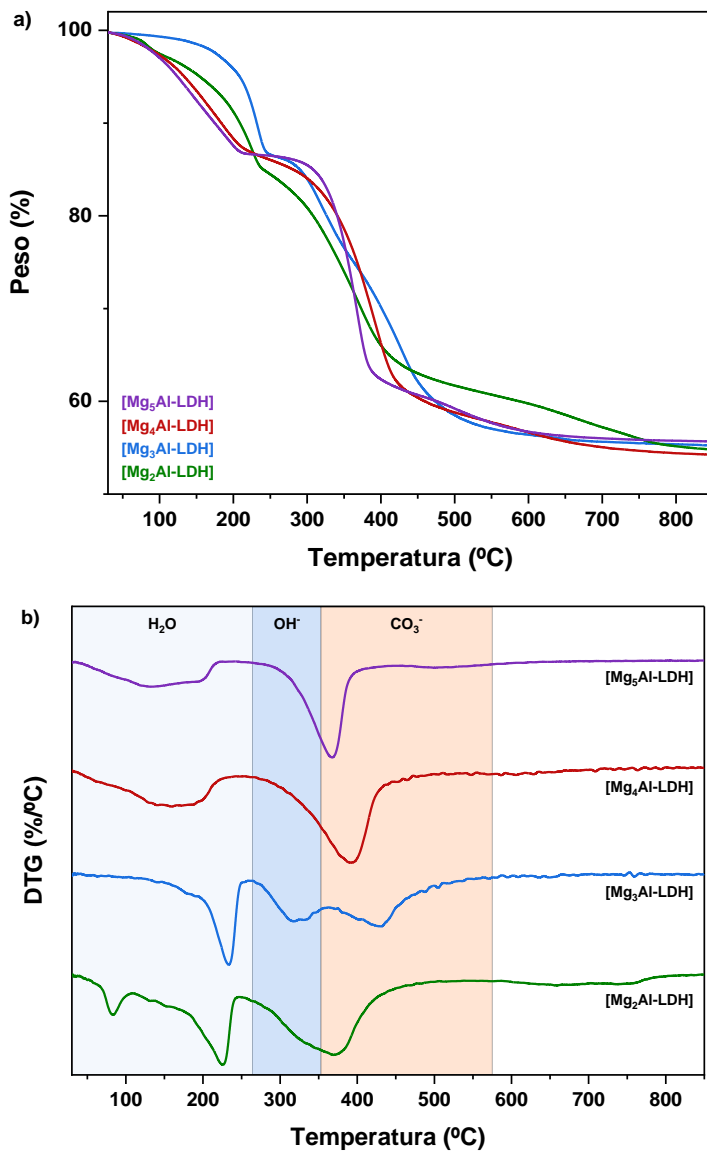 a)
100
80
60
Peso (%)
[Mg₅Al-LDH]
[Mg₄Al-LDH]
[Mg₃Al-LDH]
[Mg₂Al-LDH]
100 200 300 400 500 600 700 800
Temperatura (ºC)
b)
H₂O OH⁻ CO₃⁻
[Mg₅Al-LDH]
[Mg₄Al-LDH]
[Mg₃Al-LDH]
[Mg₂Al-LDH]
DTG (%/ºC)
100 200 300 400 500 600 700 800
Temperatura (ºC)